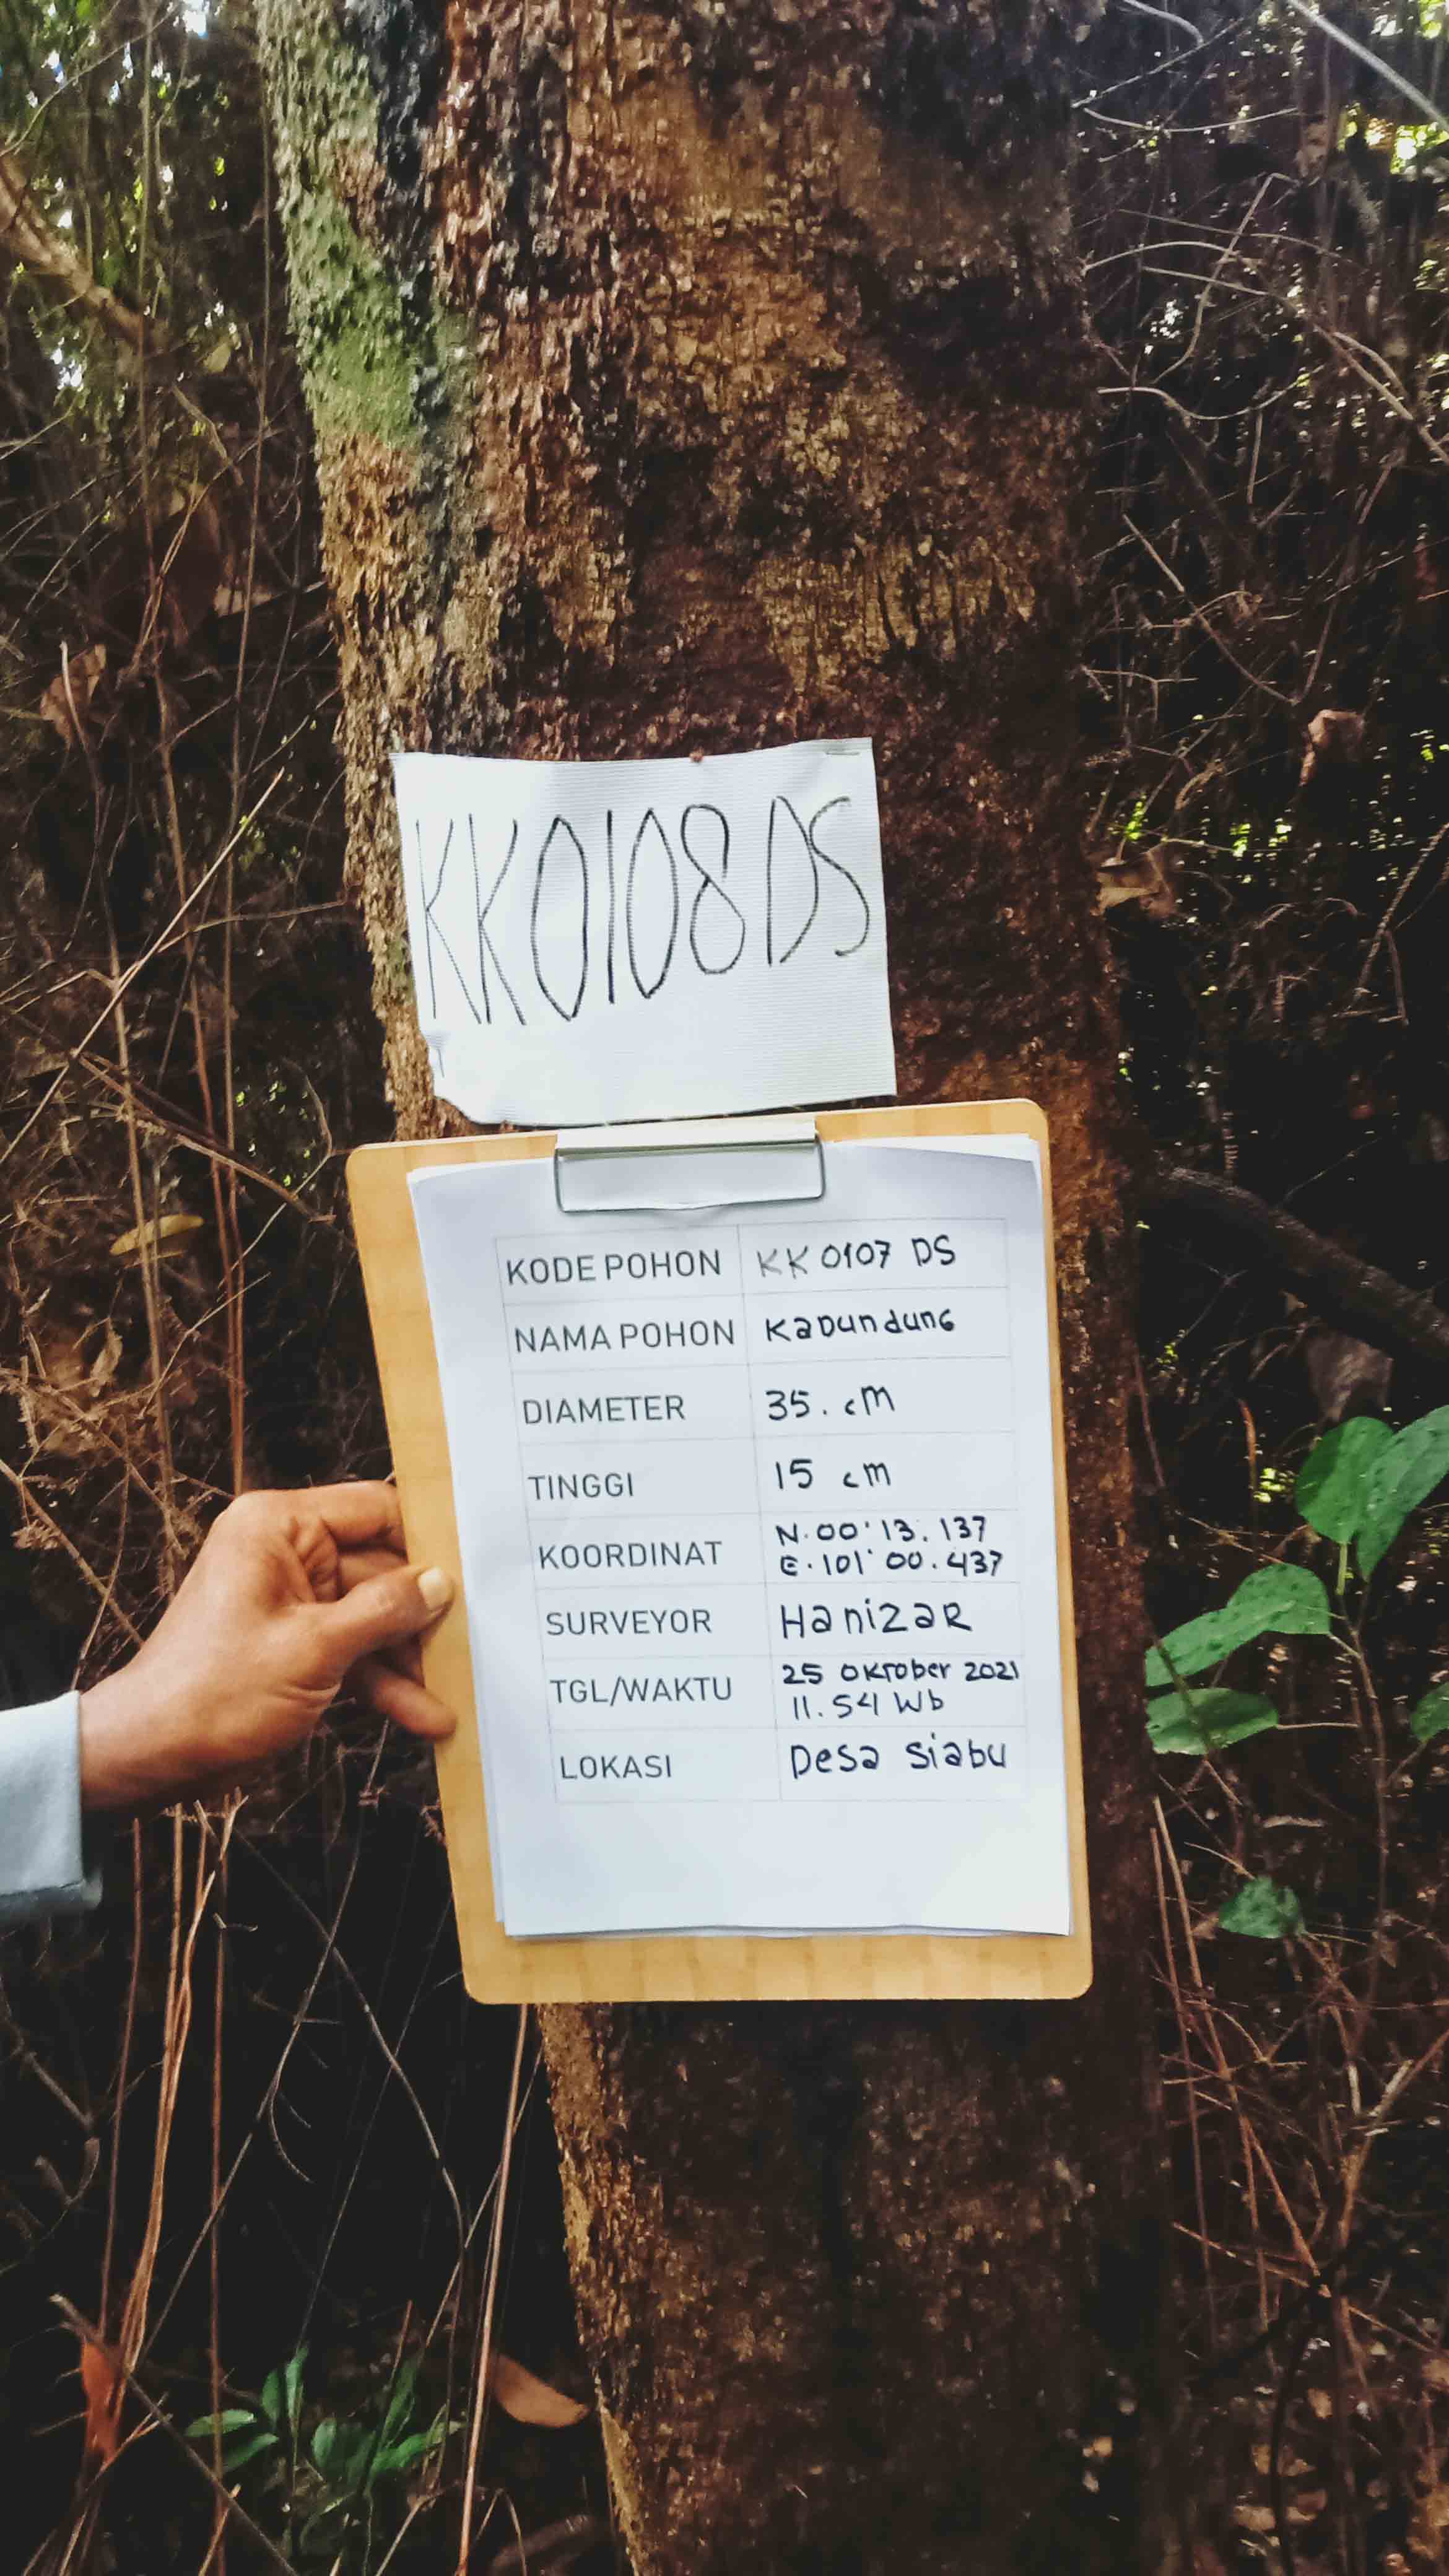 KK0108DS
KODE POHON KK 0107 DS
NAMA POHON Kadundung
DIAMETER 35. cm
TINGGI 15 cm
KOORDINAT N. 00' 13. 137
E. 101' 00. 437
SURVEYOR HanizaR
TGL/WAKTU 25 Oktober 2021
11. 54 Wb
LOKASI Desa Siabu